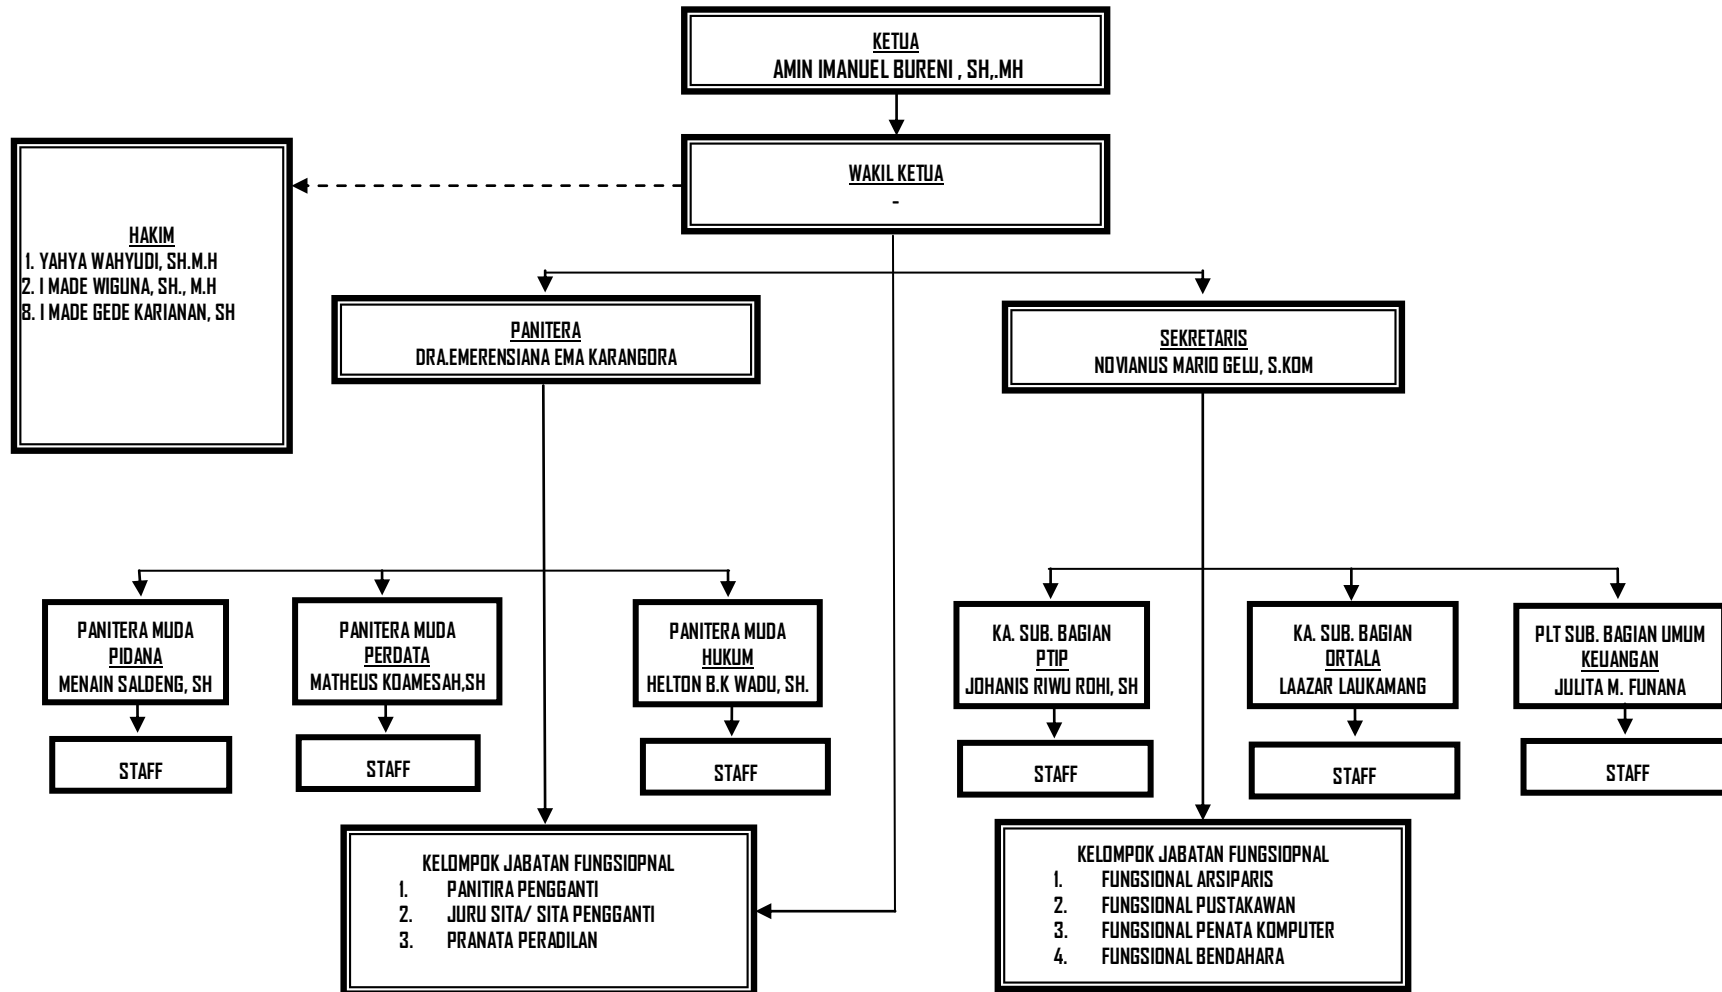 KETUA
AMIN IMANUEL BURENI , SH,.MH
WAKIL KETUA
-
HAKIM
1. YAHYA WAHYUDI, SH.M.H
2. I MADE WIGUNA, SH., M.H
8. I MADE GEDE KARIANAN, SH
PANITERA
DRA.EMERENSIANA EMA KARANGORA
SEKRETARIS
NOVIANUS MARIO GELU, S.KOM
PANITERA MUDA
PIDANA
MENAIN SALDENG, SH
PANITERA MUDA
PERDATA
MATHEUS KOAMESAH,SH
PANITERA MUDA
HUKUM
HELTON B.K WADU, SH.
KA. SUB. BAGIAN
PTIP
JOHANIS RIWU ROHI, SH
KA. SUB. BAGIAN
ORTALA
LAAZAR LAUKAMANG
PLT SUB. BAGIAN UMUM
KEUANGAN
JULITA M. FUNANA
STAFF
STAFF
STAFF
STAFF
STAFF
STAFF
KELOMPOK JABATAN FUNGSIOPNAL
1. PANITIRA PENGGANTI
2. JURU SITA/ SITA PENGGANTI
3. PRANATA PERADILAN
KELOMPOK JABATAN FUNGSIOPNAL
1. FUNGSIONAL ARSIPARIS
2. FUNGSIONAL PUSTAKAWAN
3. FUNGSIONAL PENATA KOMPUTER
4. FUNGSIONAL BENDAHARA